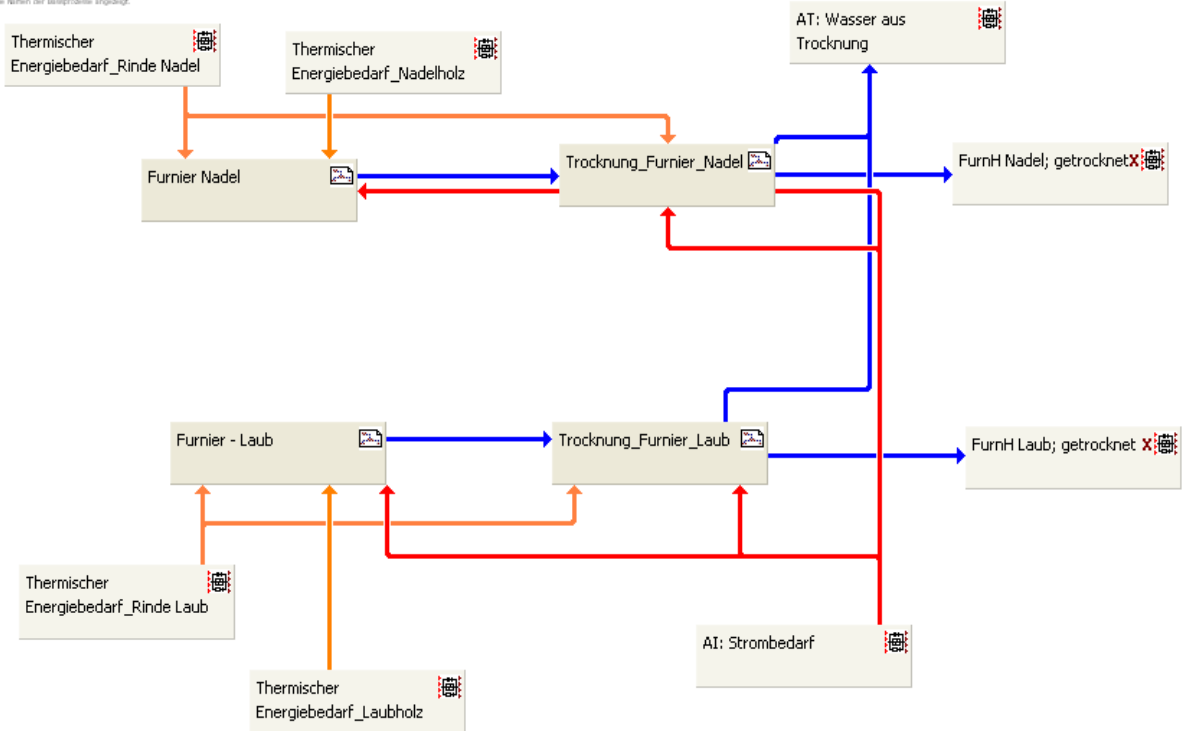 AT: Wasser aus
Trocknung
Thermischer
Energiebedarf_Rinde Nadel
Thermischer
Energiebedarf_Nadelholz
Furnier Nadel
Trocknung_Furnier_Nadel
FurnH Nadel; getrocknet X
Furnier - Laub
Trocknung_Furnier_Laub
FurnH Laub; getrocknet X
Thermischer
Energiebedarf_Rinde Laub
AI: Strombedarf
Thermischer
Energiebedarf_Laubholz